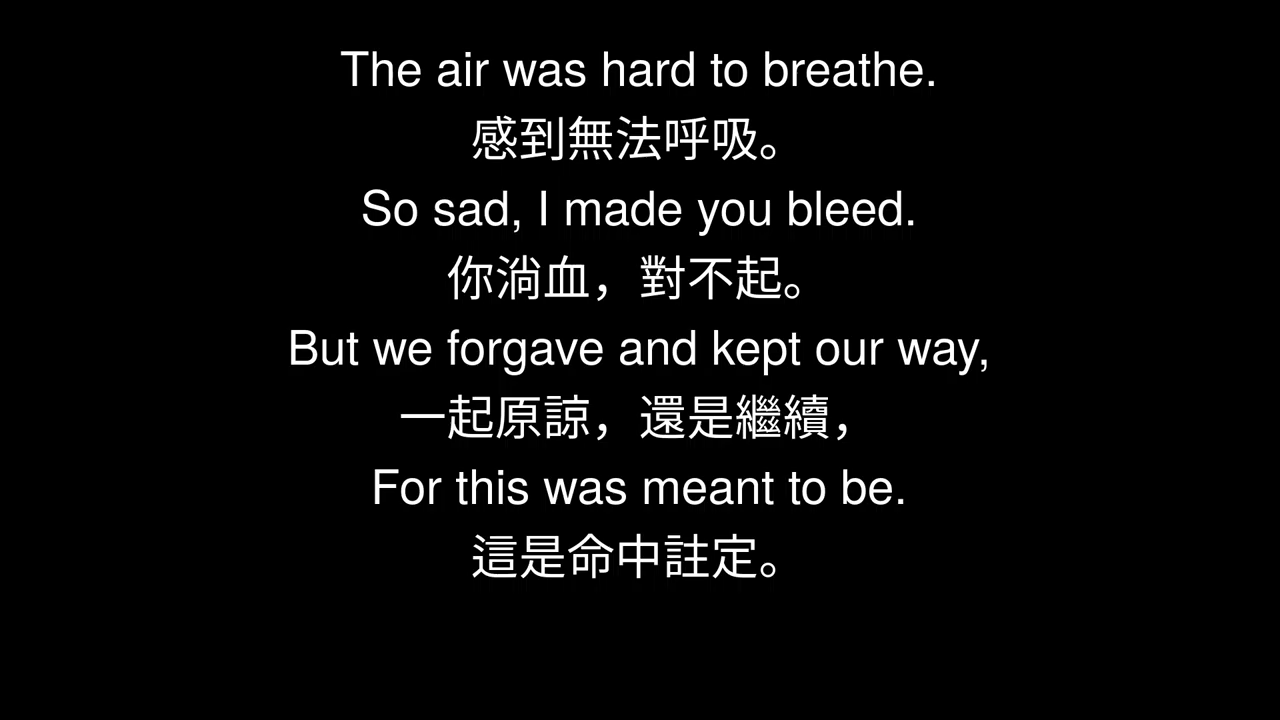 The air was hard to breathe.
感到無法呼吸。
So sad, I made you bleed.
你淌血，對不起。
But we forgave and kept our way,
一起原諒，還是繼續，
For this was meant to be.
這是命中註定。